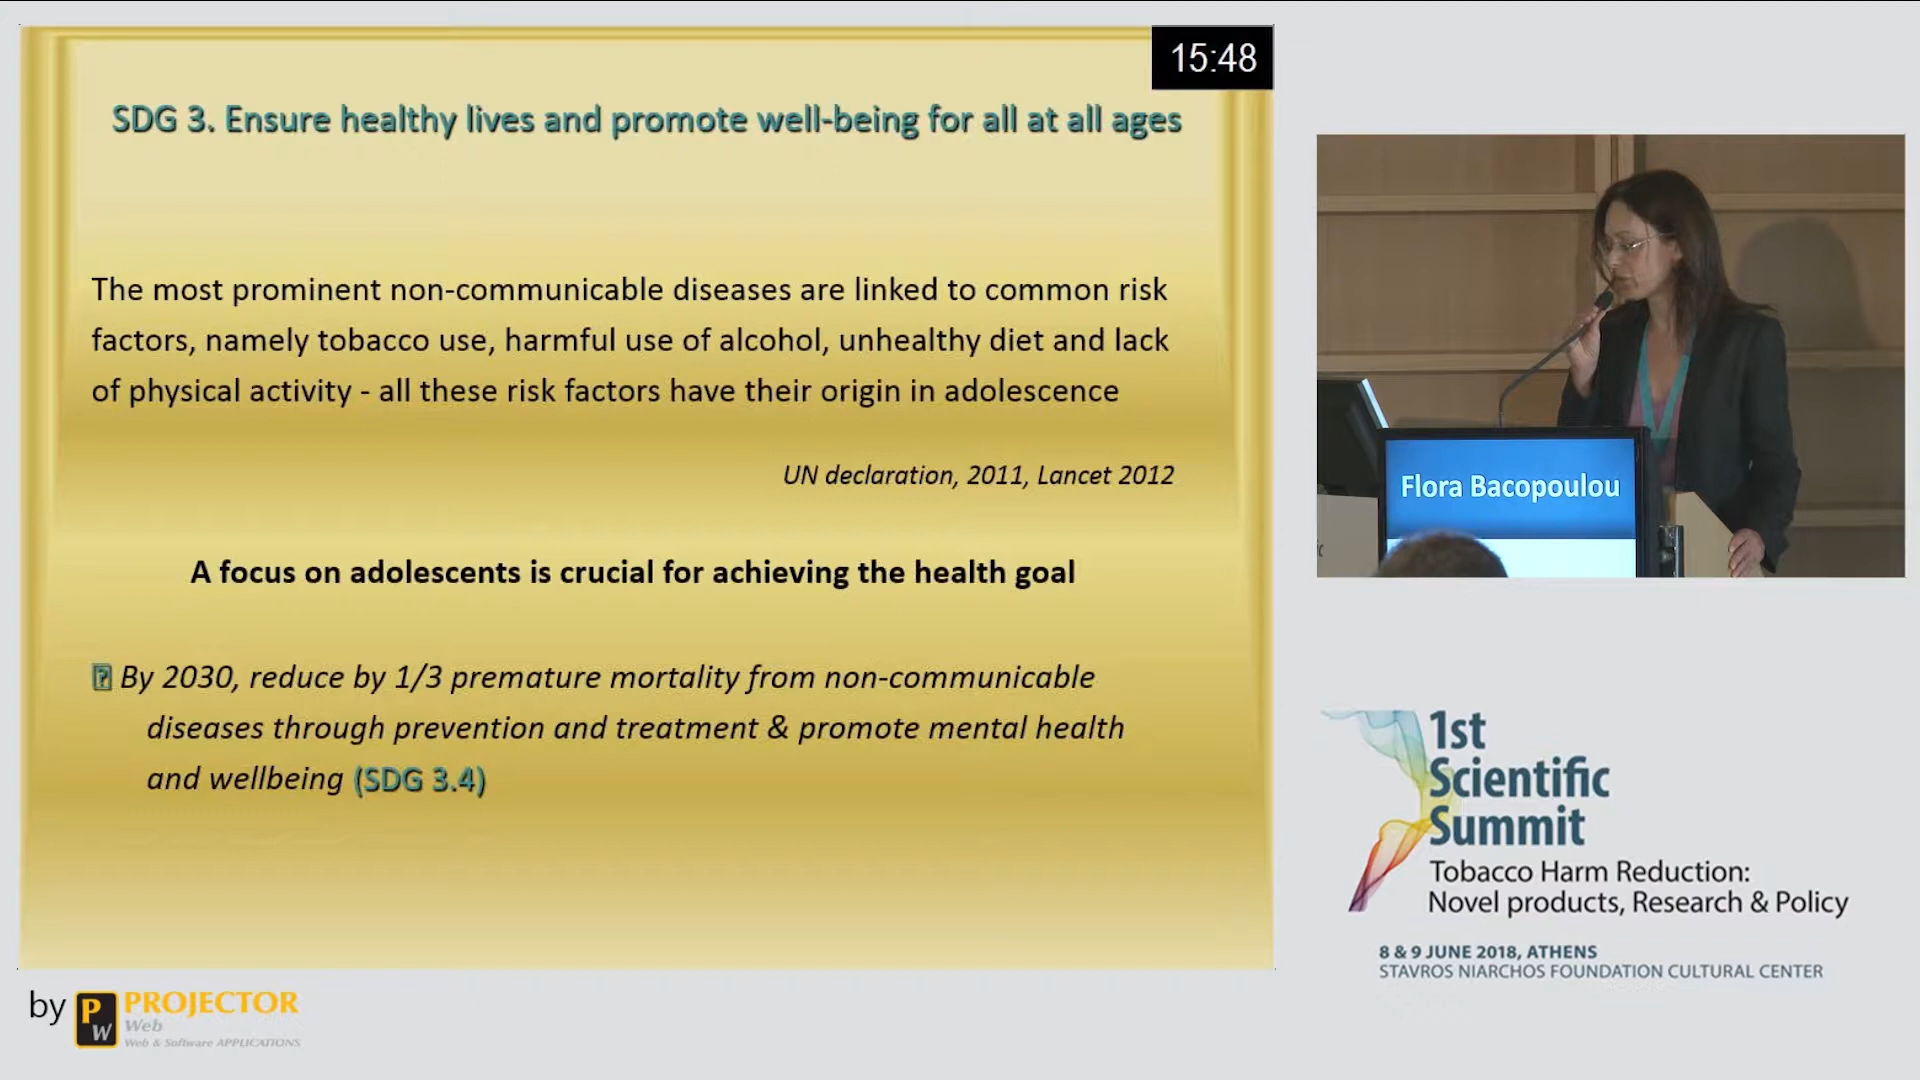 15:48
SDG 3. Ensure healthy lives and promote well-being for all at all ages
The most prominent non-communicable diseases are linked to common risk
factors, namely tobacco use, harmful use of alcohol, unhealthy diet and lack
of physical activity - all these risk factors have their origin in adolescence
UN declaration, 2011, Lancet 2012
A focus on adolescents is crucial for achieving the health goal
By 2030, reduce by 1/3 premature mortality from non-communicable
diseases through prevention and treatment & promote mental health
and wellbeing (SDG 3.4)
Flora Bacopoulou
1st
Scientific
Summit
Tobacco Harm Reduction:
Novel products, Research & Policy
8 & 9 JUNE 2018, ATHENS
STAVROS NIARCHOS FOUNDATION CULTURAL CENTER
by PW PROJECTOR
Web
Web & Software APPLICATIONS